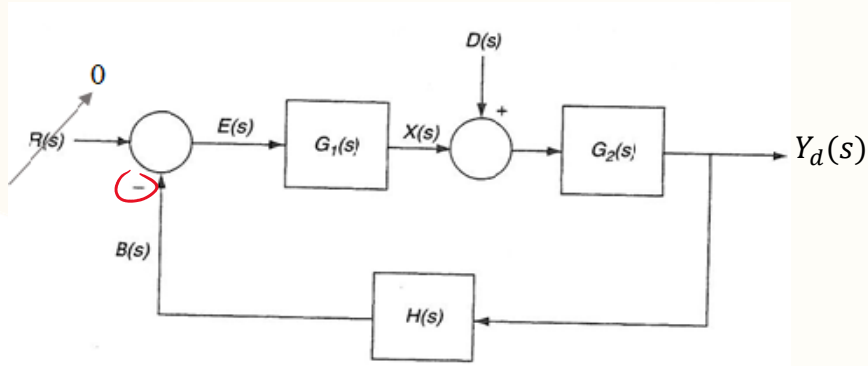 D(s)
0
+
R(s)
E(s)
G₁(s)
X(s)
G₂(s)
Y_d(s)
−
B(s)
H(s)